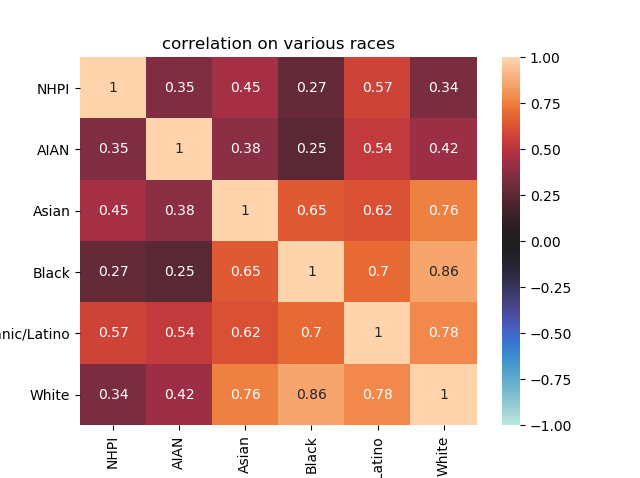 correlation on various races
NHPI 1 0.35 0.45 0.27 0.57 0.34
AIAN 0.35 1 0.38 0.25 0.54 0.42
Asian 0.45 0.38 1 0.65 0.62 0.76
Black 0.27 0.25 0.65 1 0.7 0.86
nic/Latino 0.57 0.54 0.62 0.7 1 0.78
White 0.34 0.42 0.76 0.86 0.78 1
NHPI AIAN Asian Black Latino White
1.00
0.75
0.50
0.25
0.00
−0.25
−0.50
−0.75
−1.00